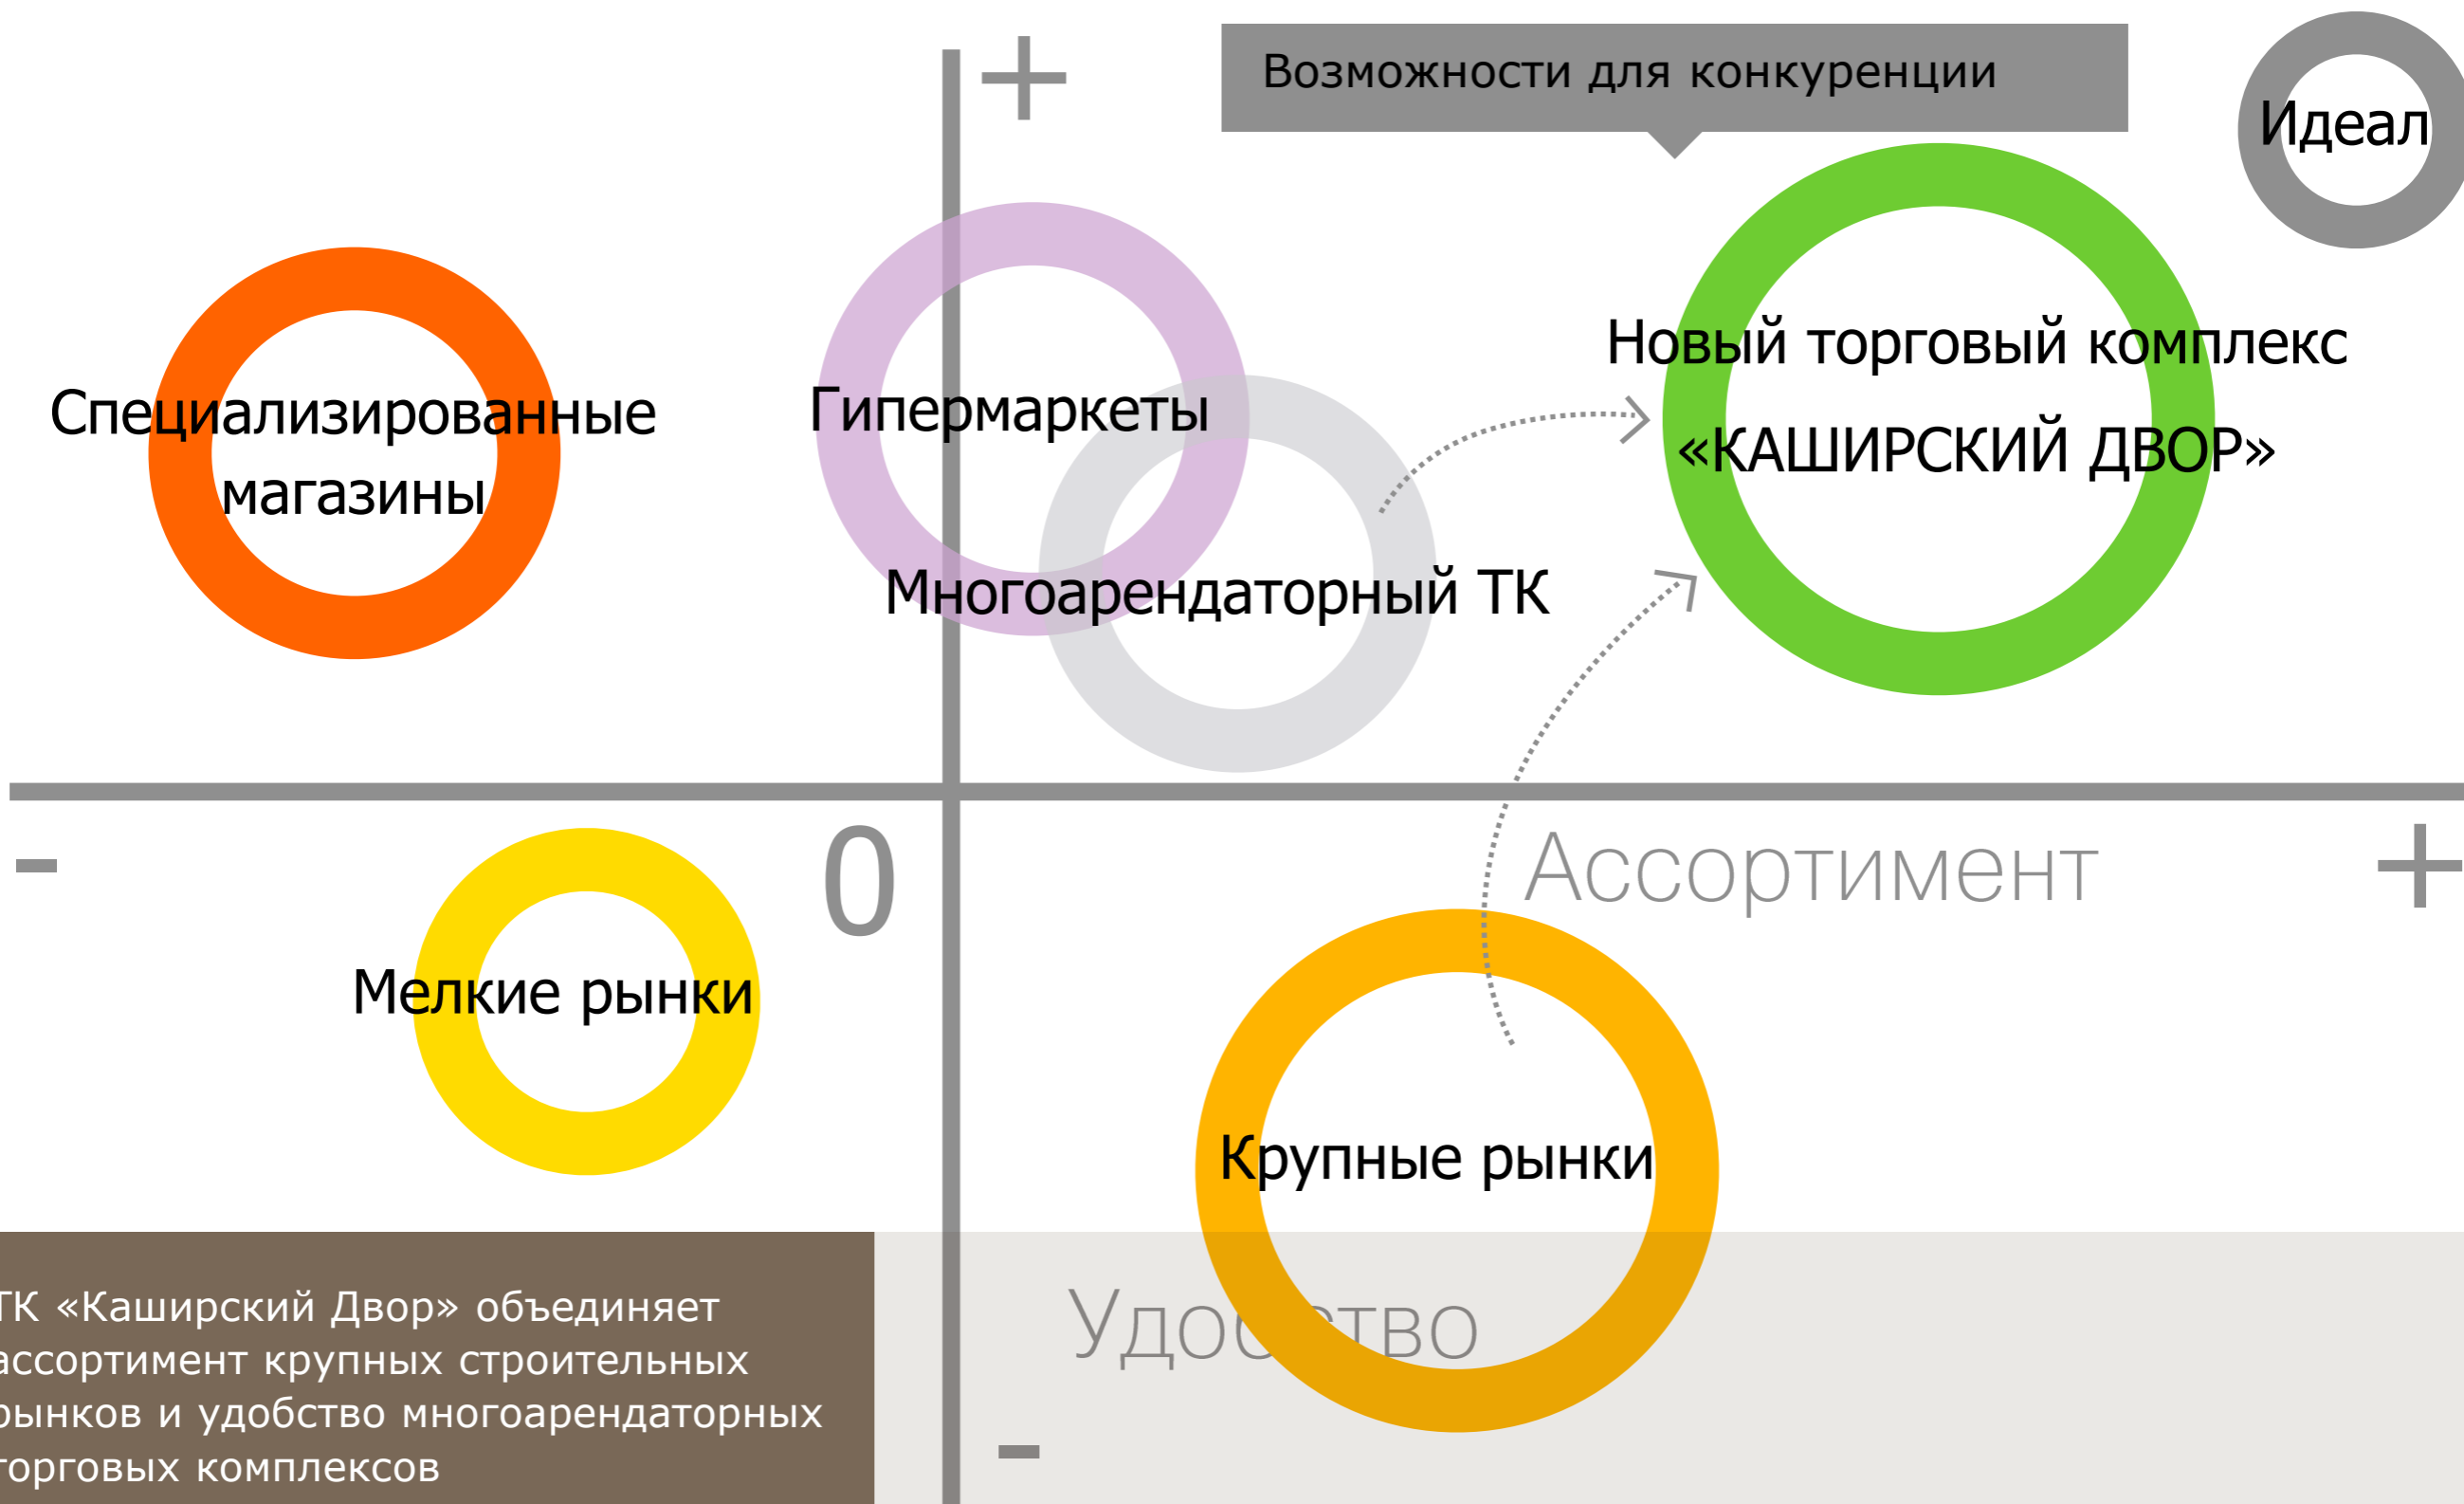 +
Возможности для конкуренции
Идеал
Новый торговый комплекс
«КАШИРСКИЙ ДВОР»
Специализированные
магазины
Гипермаркеты
Многоарендаторный ТК
-
0
Ассортимент
+
Мелкие рынки
Крупные рынки
Удобство
-
ТК «Каширский Двор» объединяет
ассортимент крупных строительных
рынков и удобство многоарендаторных
торговых комплексов